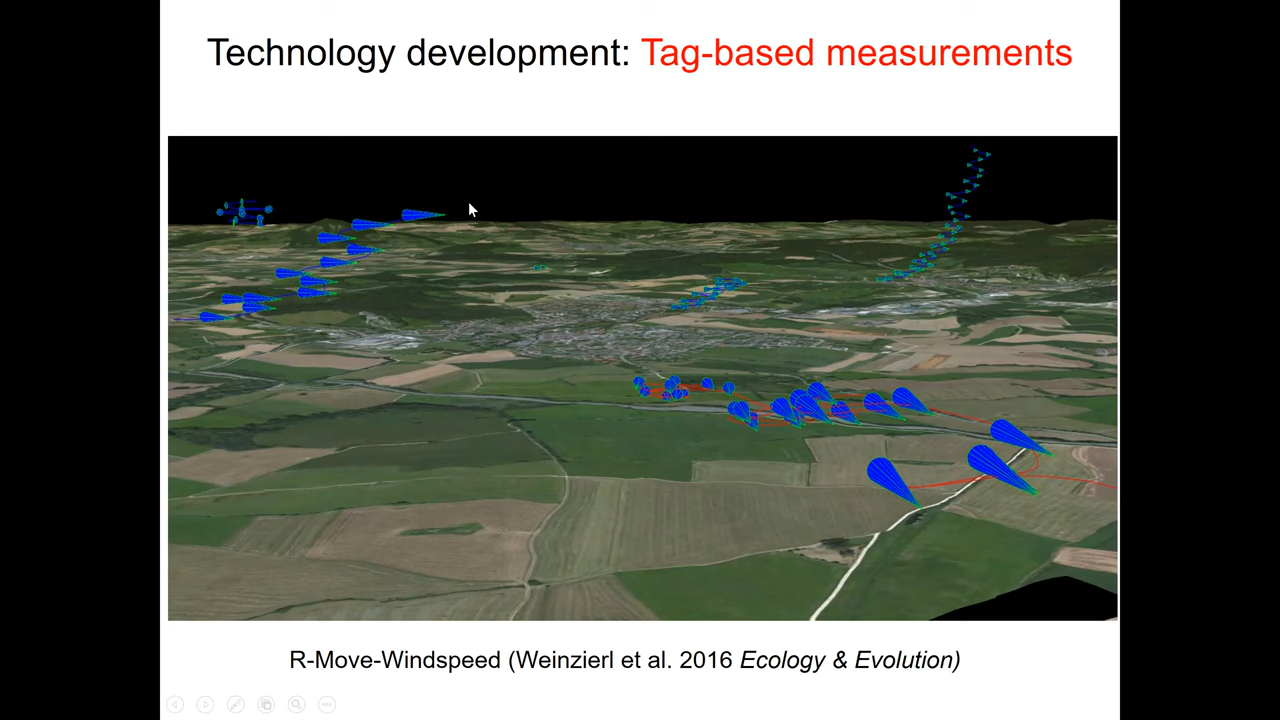 Technology development: Tag-based measurements
R-Move-Windspeed (Weinzierl et al. 2016 Ecology & Evolution)